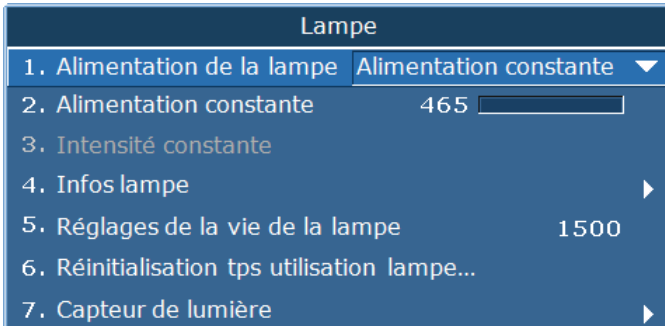 Lampe
1. Alimentation de la lampe Alimentation constante
2. Alimentation constante 465
3. Intensité constante
4. Infos lampe
5. Réglages de la vie de la lampe 1500
6. Réinitialisation tps utilisation lampe...
7. Capteur de lumière